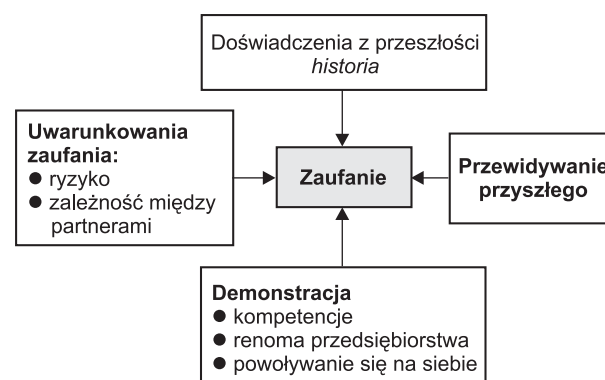 Doświadczenia z przeszłości
historia
Uwarunkowania
zaufania:
● ryzyko
● zależność między
partnerami
Zaufanie
Przewidywanie
przyszłego
Demonstracja
● kompetencje
● renoma przedsiębiorstwa
● powoływanie się na siebie